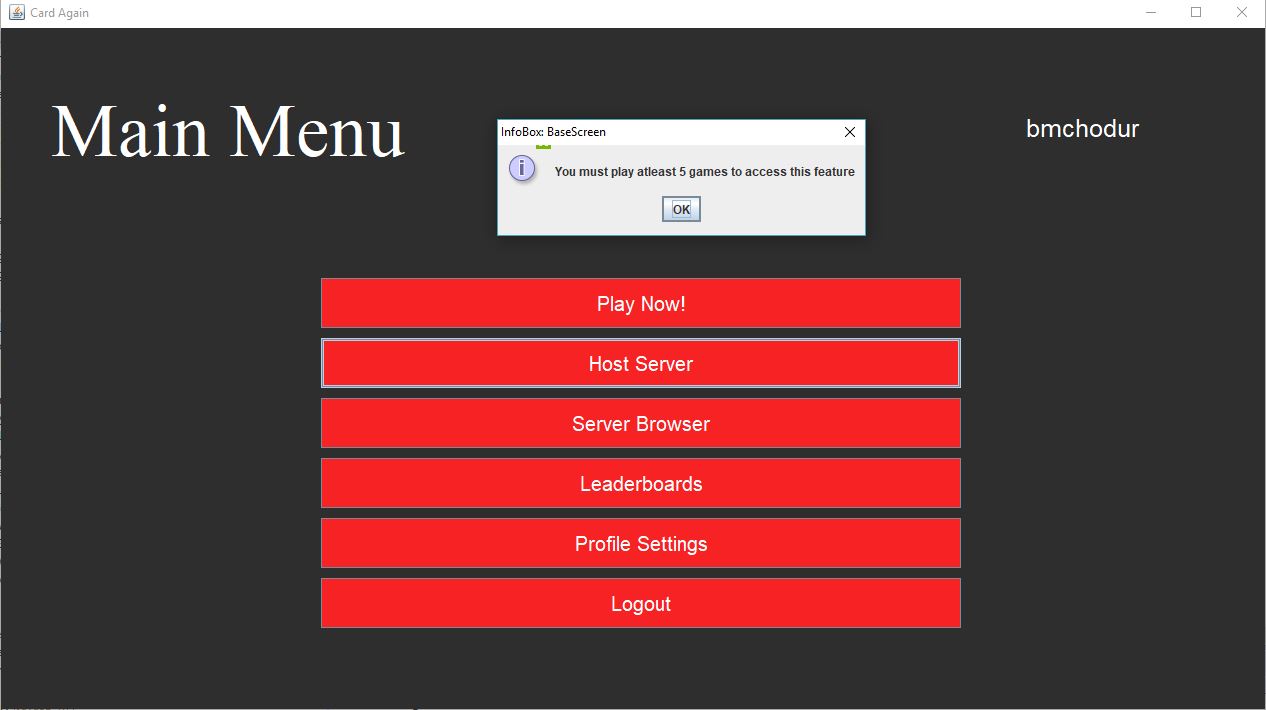 Card Again
Main Menu
InfoBox: BaseScreen
You must play atleast 5 games to access this feature
OK
bmchodur
Play Now!
Host Server
Server Browser
Leaderboards
Profile Settings
Logout